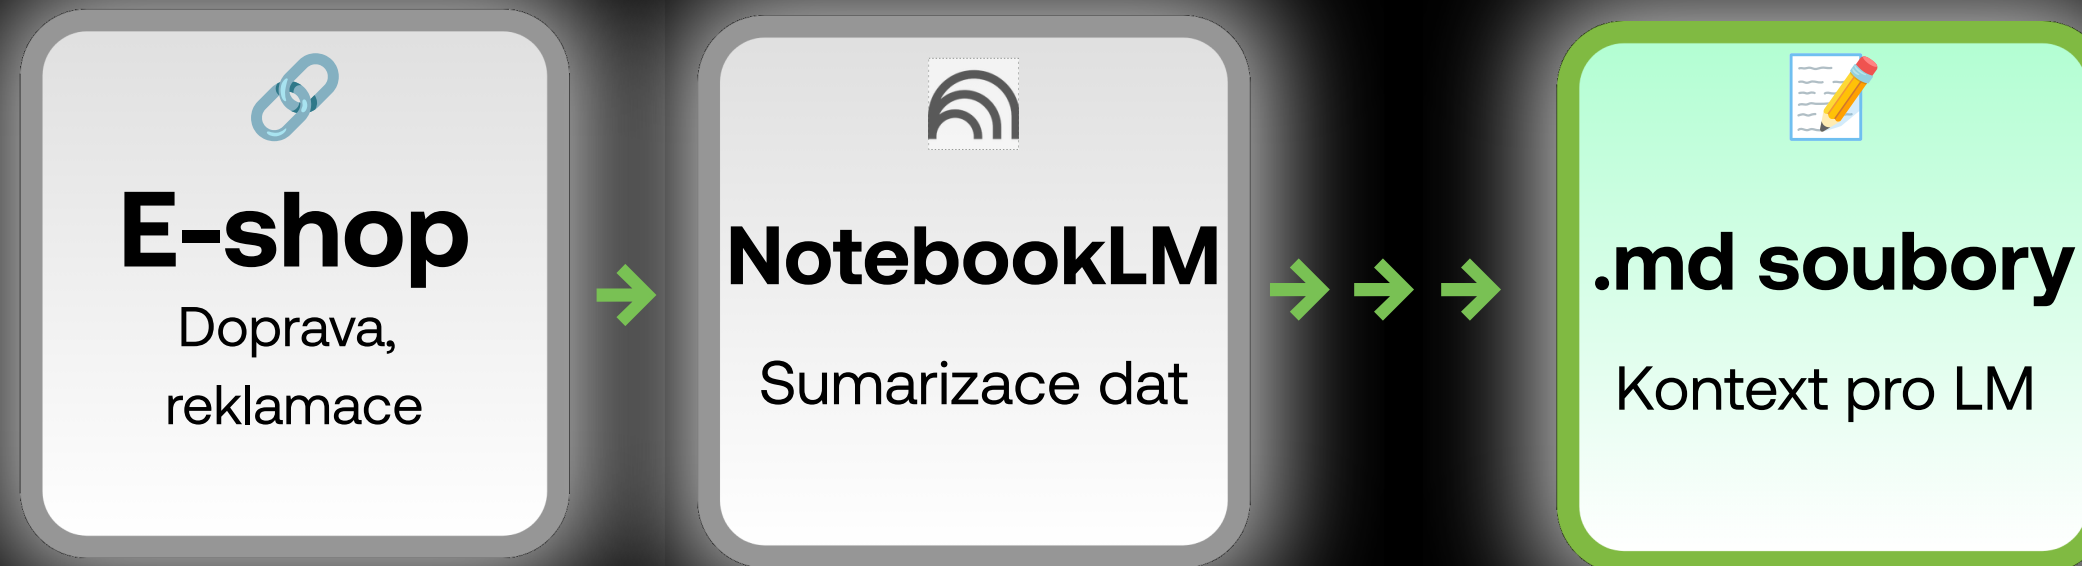 E-shop
Doprava,
reklamace
NotebookLM
Sumarizace dat
.md soubory
Kontext pro LM